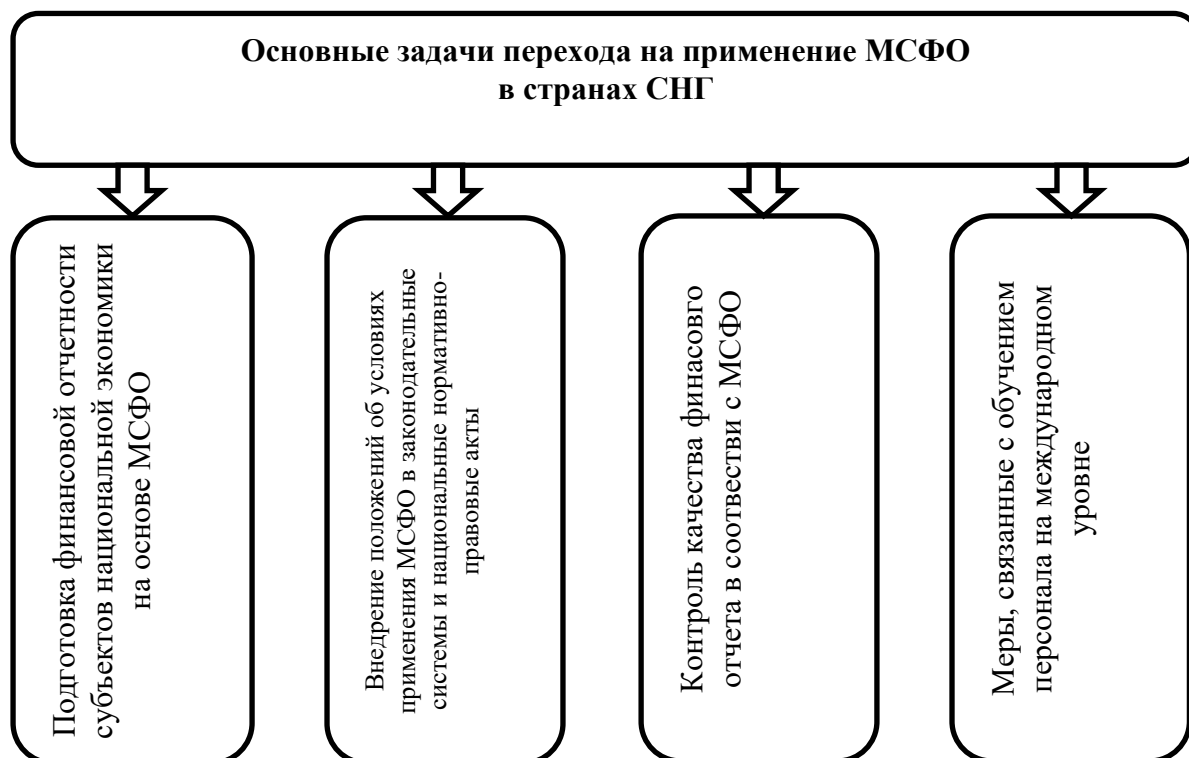 Основные задачи перехода на применение МСФО
в странах СНГ
Подготовка финансовой отчетности
субъектов национальной экономики
на основе МСФО
Внедрение положений об условиях
применения МСФО в законодательные
системы и национальные нормативно-
правовые акты
Контроль качества финасовго
отчета в соотвестви с МСФО
Меры, связанные с обучением
персонала на международном
уровне